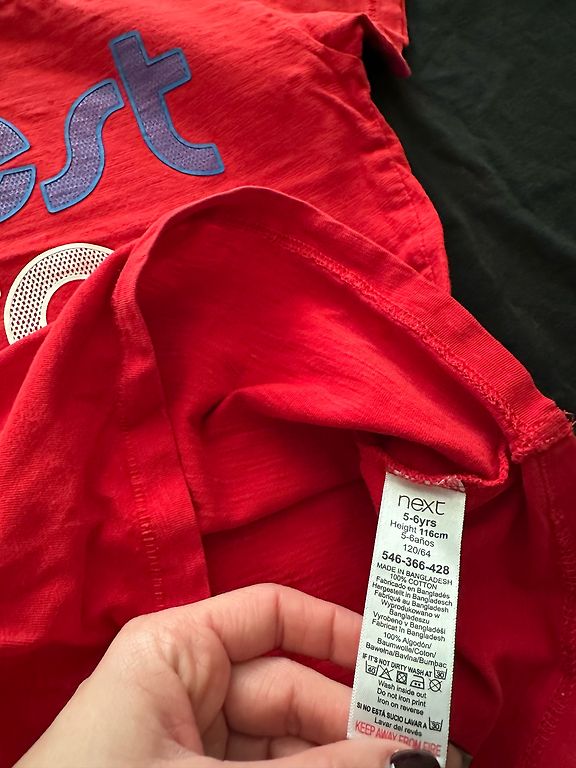 est
next
5-6yrs
Height 116cm
5-6años
120/64
546-366-428
MADE IN BANGLADESH
100% COTTON
Fabricado en Bangladés
Hergestellt in Bangladesch
Fabriqué au Bangladesh
Wyprodukowano w
Bangladeszu
Vyrobeno v Bangladéši
Fabricat în Bangladesh
100% Algodón/
Baumwolle/Coton/
Bawełna/Bavlna/Bumbac
IF IT'S NOT DIRTY WASH AT 30
40
Wash inside out
Do not iron print
Iron on reverse
SI NO ESTÁ SUCIO LAVAR A 30
Lavar del revés
KEEP AWAY FROM FIRE